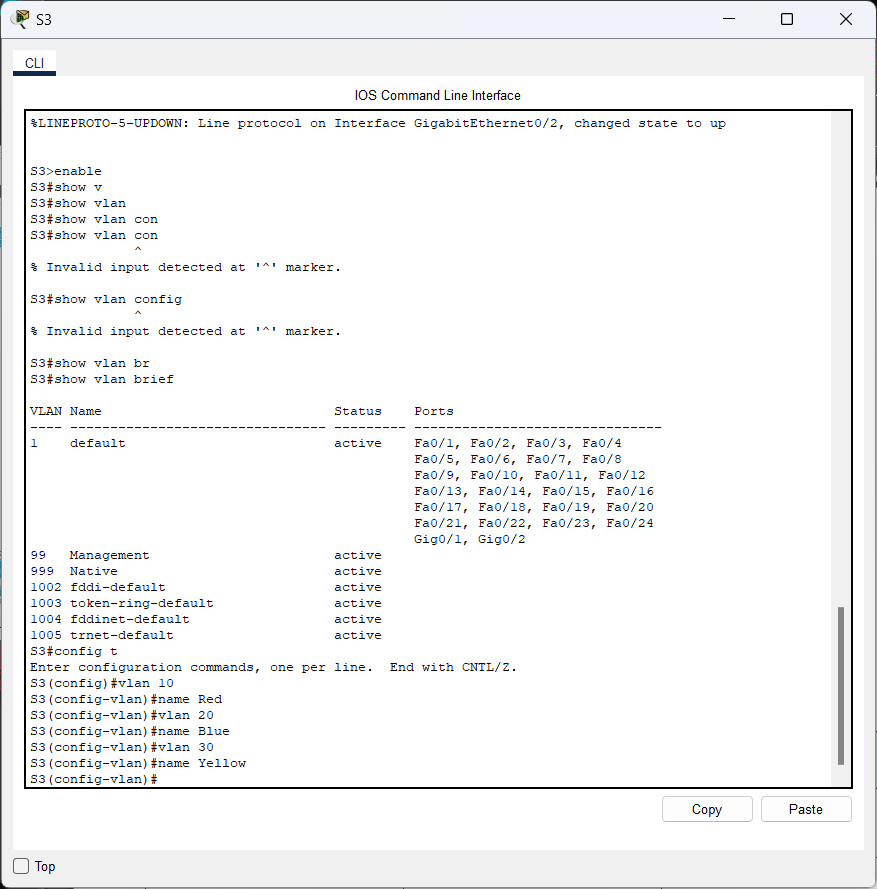 S3
CLI
IOS Command Line Interface
%LINEPROTO-5-UPDOWN: Line protocol on Interface GigabitEthernet0/2, changed state to up
S3>enable
S3#show v
S3#show vlan
S3#show vlan con
S3#show vlan con
^
% Invalid input detected at '^' marker.
S3#show vlan config
^
% Invalid input detected at '^' marker.
S3#show vlan br
S3#show vlan brief
VLAN Name                             Status    Ports
---- -------------------------------- --------- -------------------------------
1    default                          active    Fa0/1, Fa0/2, Fa0/3, Fa0/4
Fa0/5, Fa0/6, Fa0/7, Fa0/8
Fa0/9, Fa0/10, Fa0/11, Fa0/12
Fa0/13, Fa0/14, Fa0/15, Fa0/16
Fa0/17, Fa0/18, Fa0/19, Fa0/20
Fa0/21, Fa0/22, Fa0/23, Fa0/24
Gig0/1, Gig0/2
99   Management                       active
999  Native                           active
1002 fddi-default                     active
1003 token-ring-default               active
1004 fddinet-default                  active
1005 trnet-default                    active
S3#config t
Enter configuration commands, one per line.  End with CNTL/Z.
S3(config)#vlan 10
S3(config-vlan)#name Red
S3(config-vlan)#vlan 20
S3(config-vlan)#name Blue
S3(config-vlan)#vlan 30
S3(config-vlan)#name Yellow
S3(config-vlan)#
Copy
Paste
Top